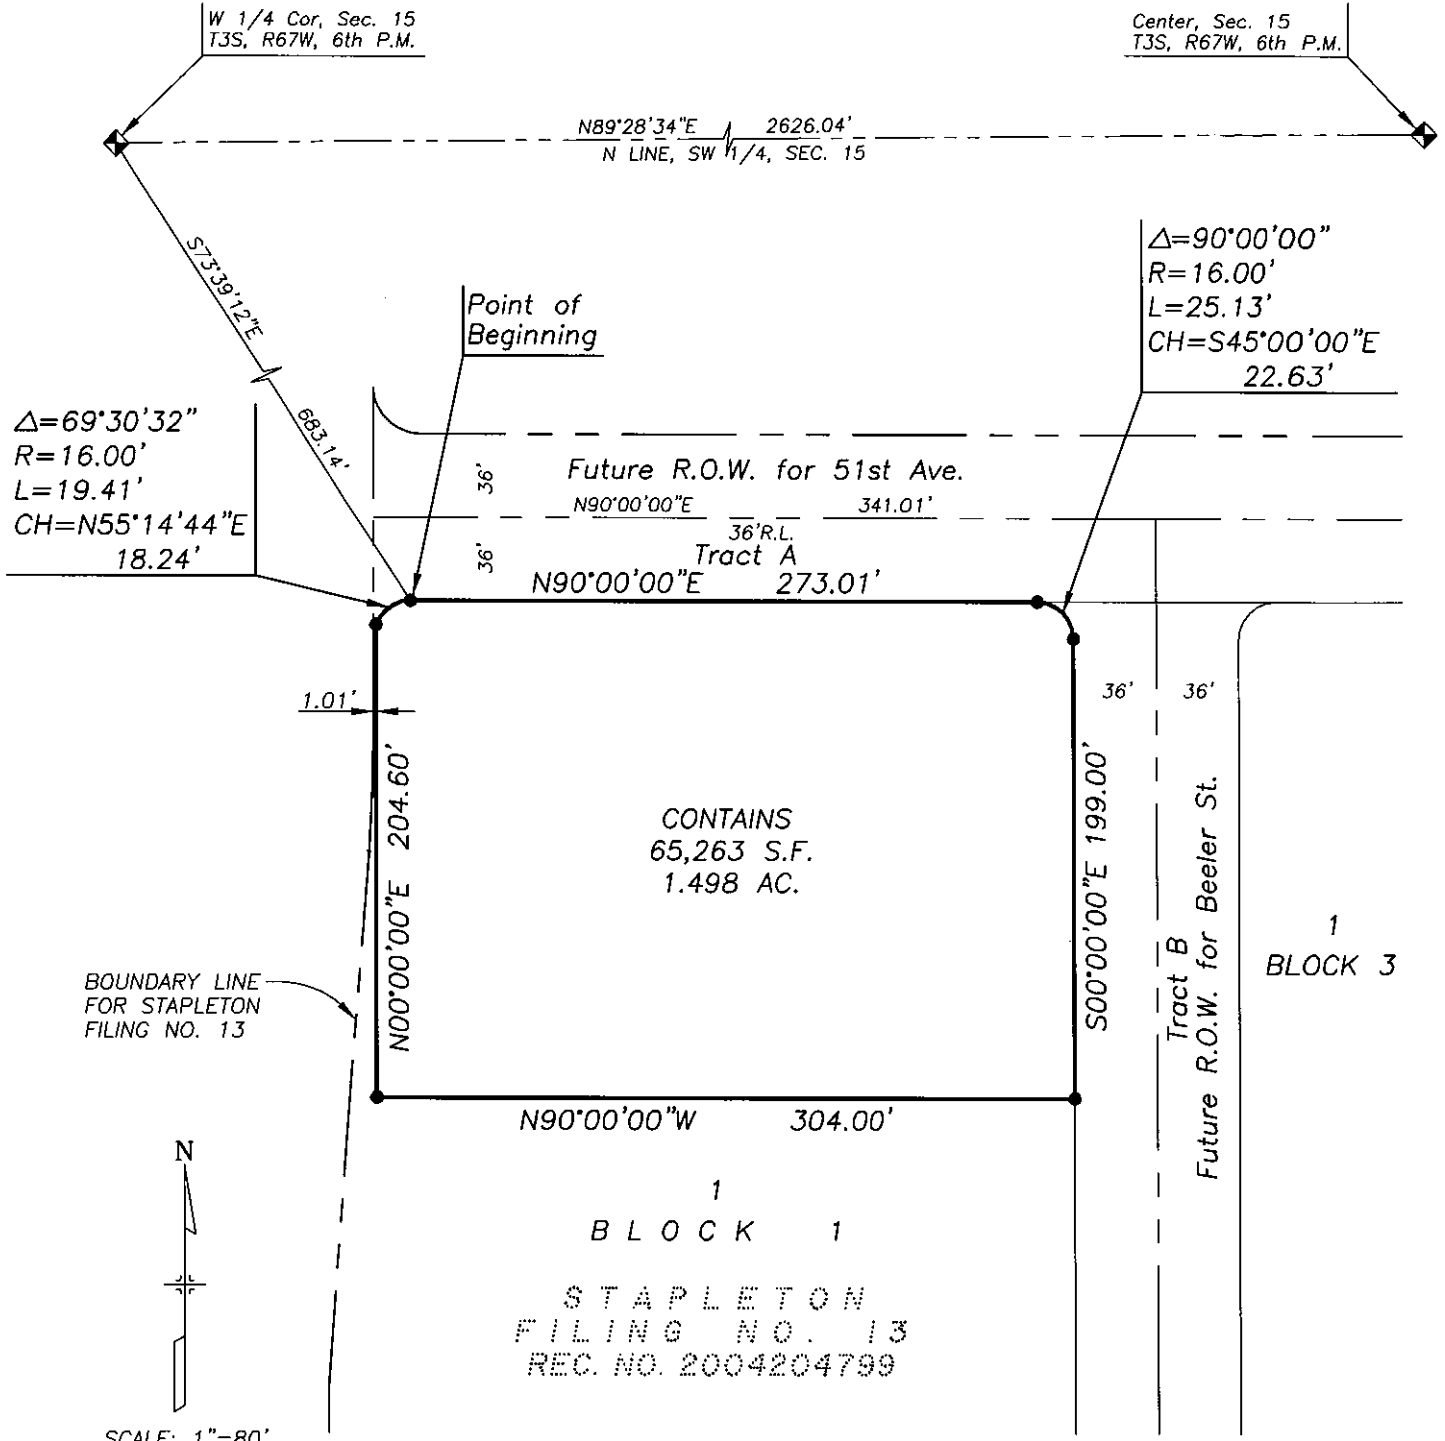 W 1/4 Cor, Sec. 15
T3S, R67W, 6th P.M.
Center, Sec. 15
T3S, R67W, 6th P.M.
N89°28'34"E 2626.04'
N LINE, SW 1/4, SEC. 15
S73°39'12"E
683.14'
Point of
Beginning
Δ=90°00'00"
R=16.00'
L=25.13'
CH=S45°00'00"E
22.63'
Δ=69°30'32"
R=16.00'
L=19.41'
CH=N55°14'44"E
18.24'
36'
Future R.O.W. for 51st Ave.
N90°00'00"E 341.01'
36'R.L.
36'
Tract A
N90°00'00"E 273.01'
1.01'
36' 36'
N00°00'00"E 204.60'
CONTAINS
65,263 S.F.
1.498 AC.
S00°00'00"E 199.00'
Tract B
Future R.O.W. for Beeler St.
1
BLOCK 3
BOUNDARY LINE
FOR STAPLETON
FILING NO. 13
N90°00'00"W 304.00'
N
1
BLOCK 1
STAPLETON
FILING NO. 13
REC. NO. 2004204799
SCALE: 1"=80'